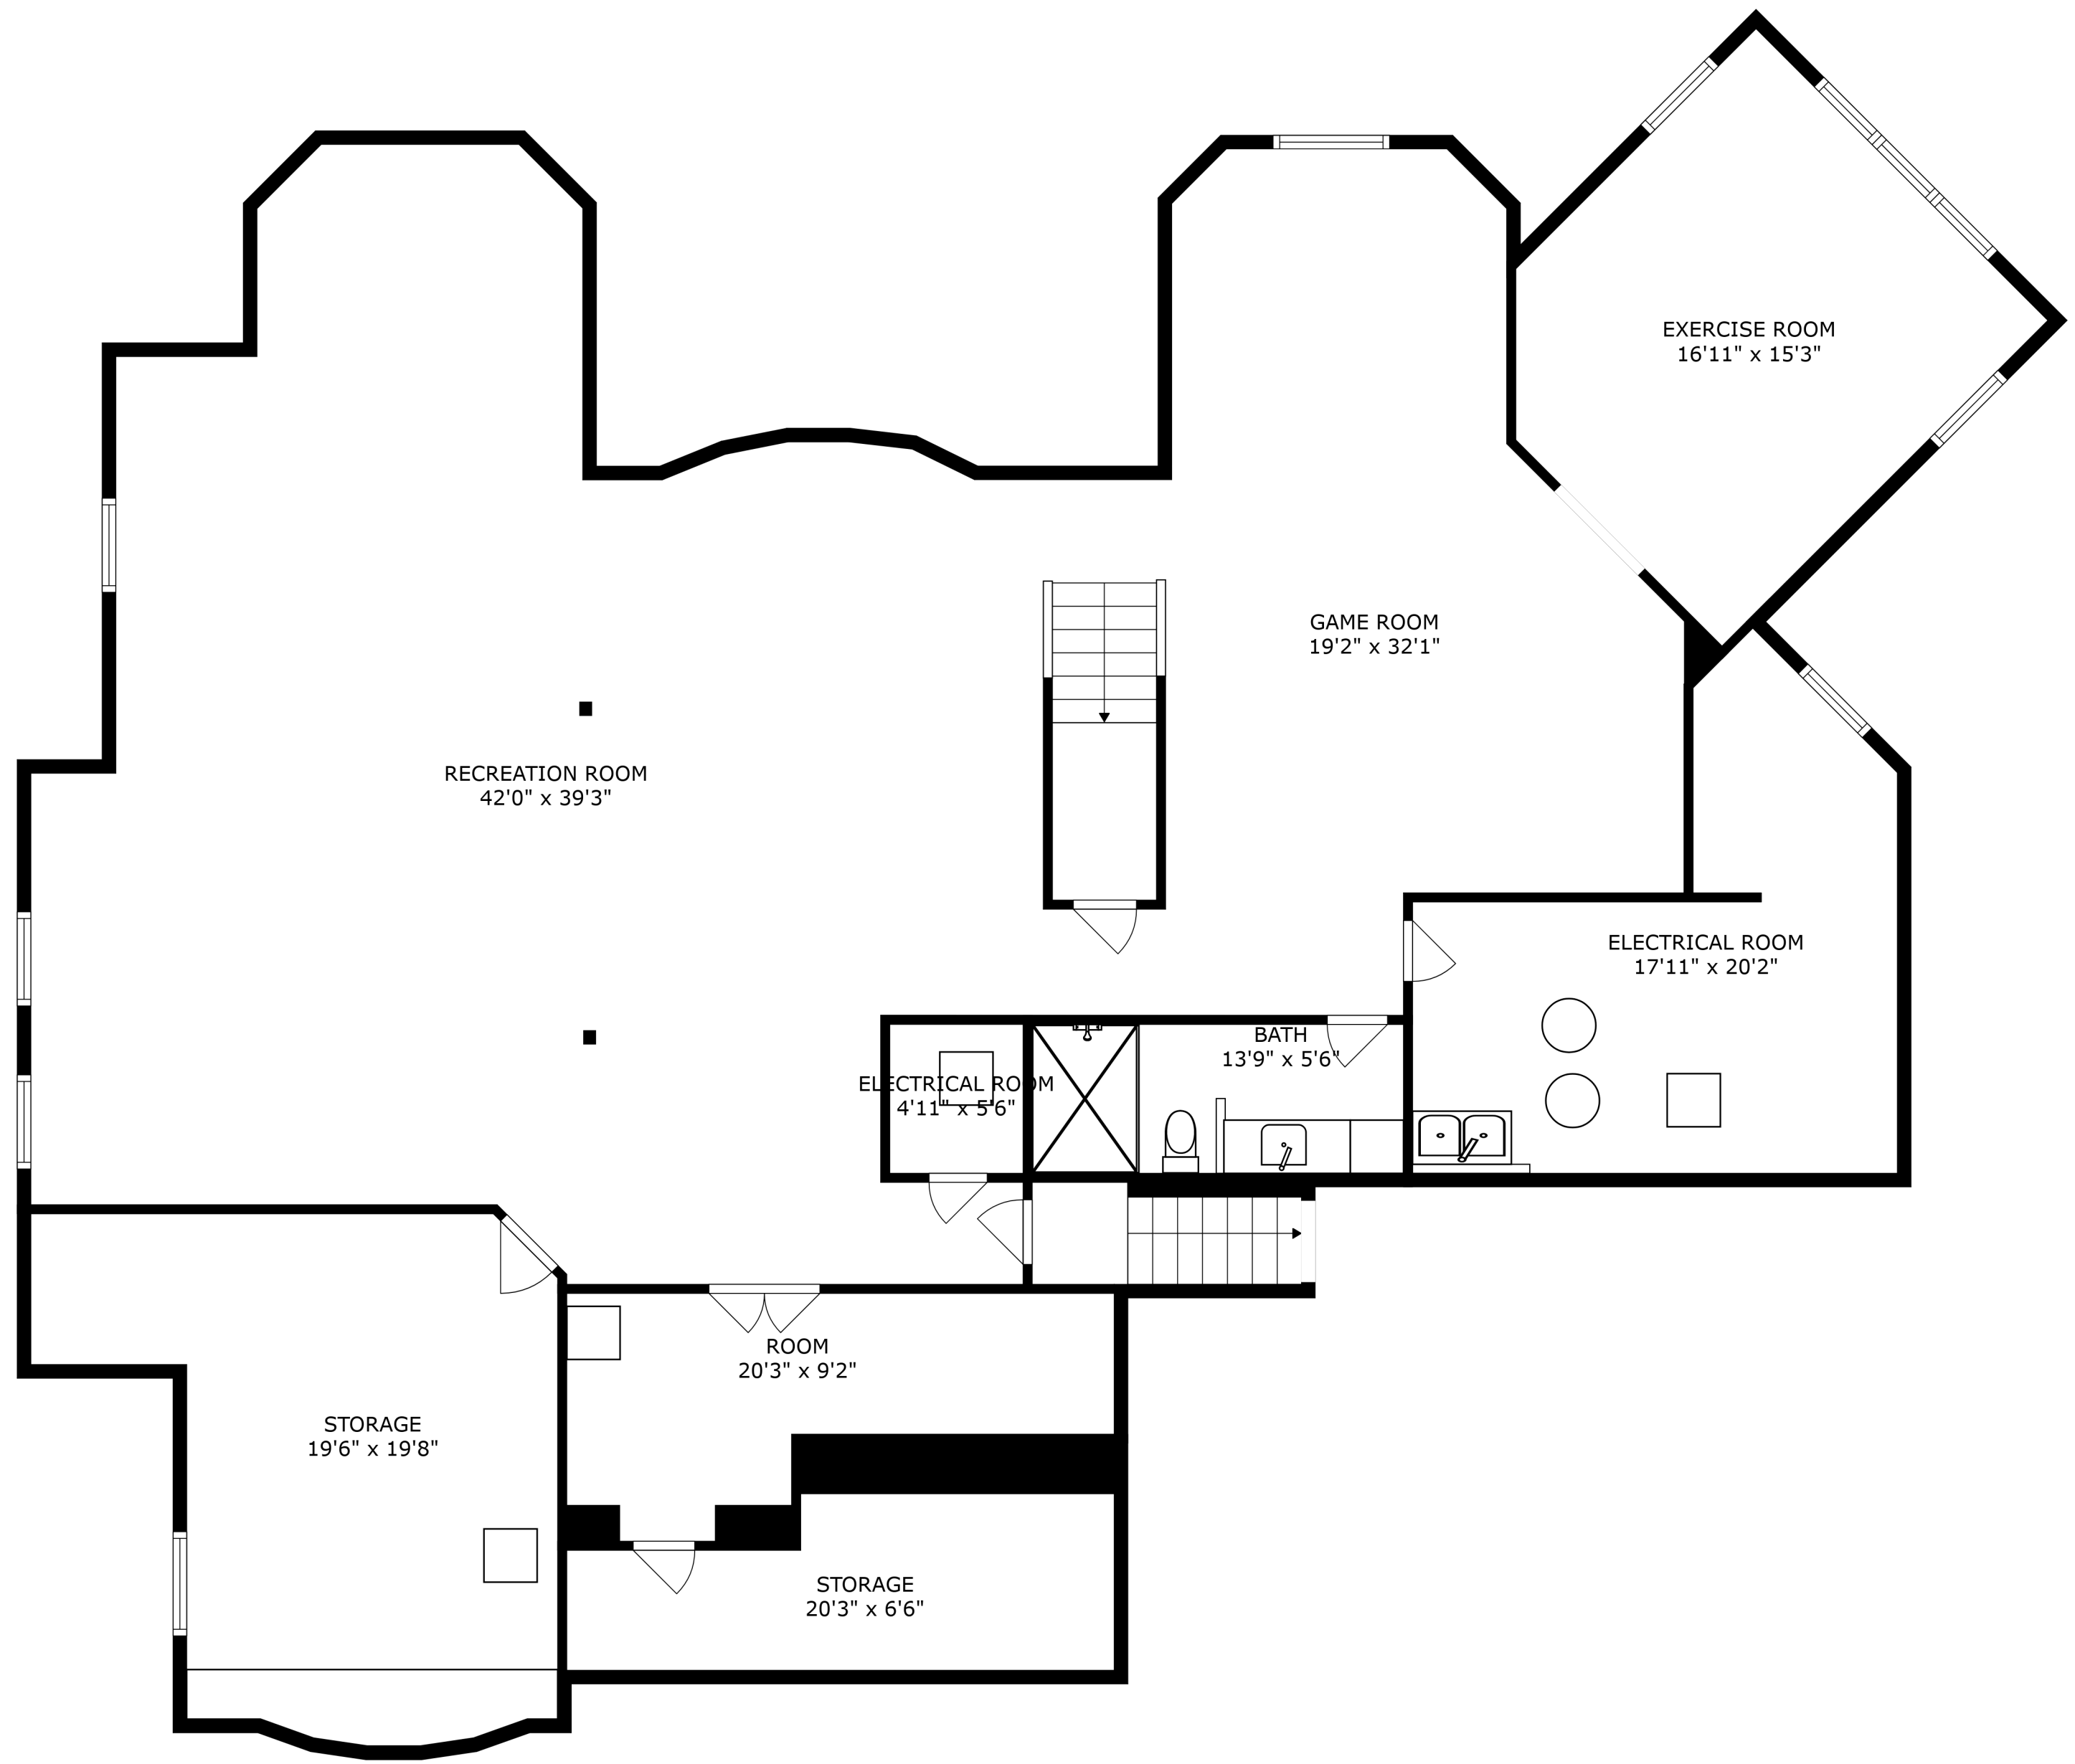 EXERCISE ROOM
16'11" x 15'3"
GAME ROOM
19'2" x 32'1"
RECREATION ROOM
42'0" x 39'3"
ELECTRICAL ROOM
17'11" x 20'2"
BATH
13'9" x 5'6"
ELECTRICAL ROOM
4'11" x 5'6"
ROOM
20'3" x 9'2"
STORAGE
19'6" x 19'8"
STORAGE
20'3" x 6'6"